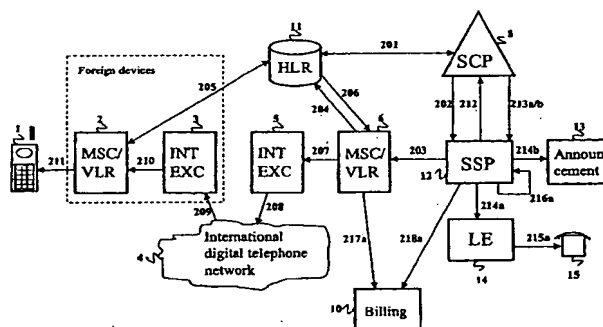 11
8
201
SCP
HLR
Foreign devices
205
206
204
202
212
213a/b
13
1
2
3
5
6
MSC/
VLR
INT
EXC
INT
EXC
MSC/
VLR
SSP
Announ
cement
211
210
207
203
214b
12
216a
209
208
214a
International
digital telephone
network
4
217a
218a
LE
215a
14
15
10
Billing